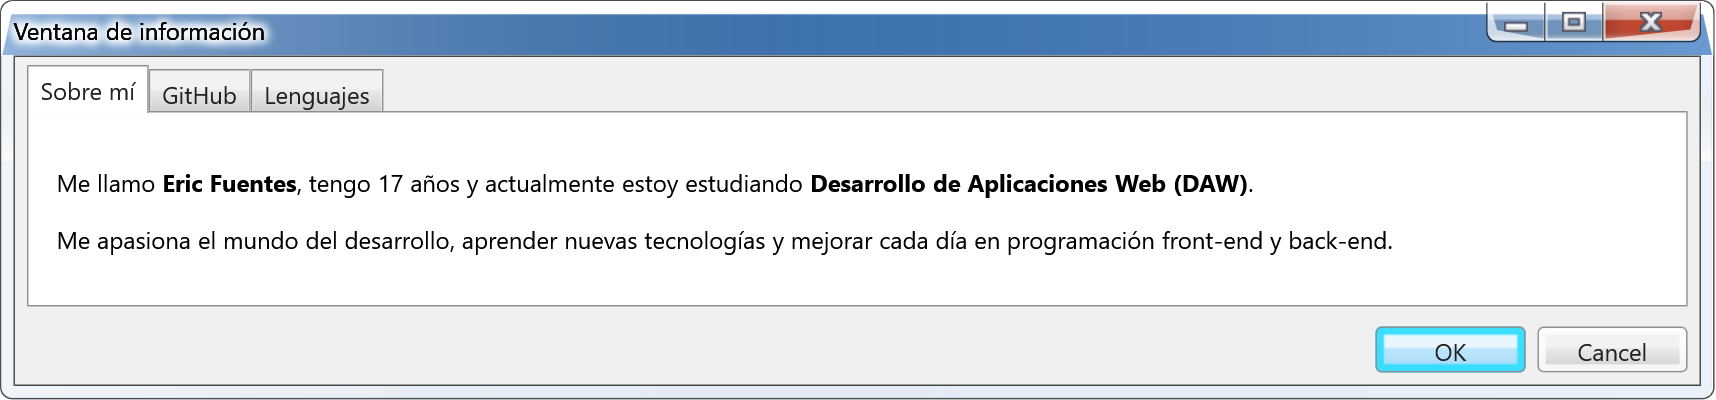 Ventana de información
Sobre mí GitHub Lenguajes
Me llamo Eric Fuentes, tengo 17 años y actualmente estoy estudiando Desarrollo de Aplicaciones Web (DAW).
Me apasiona el mundo del desarrollo, aprender nuevas tecnologías y mejorar cada día en programación front-end y back-end.
OK Cancel